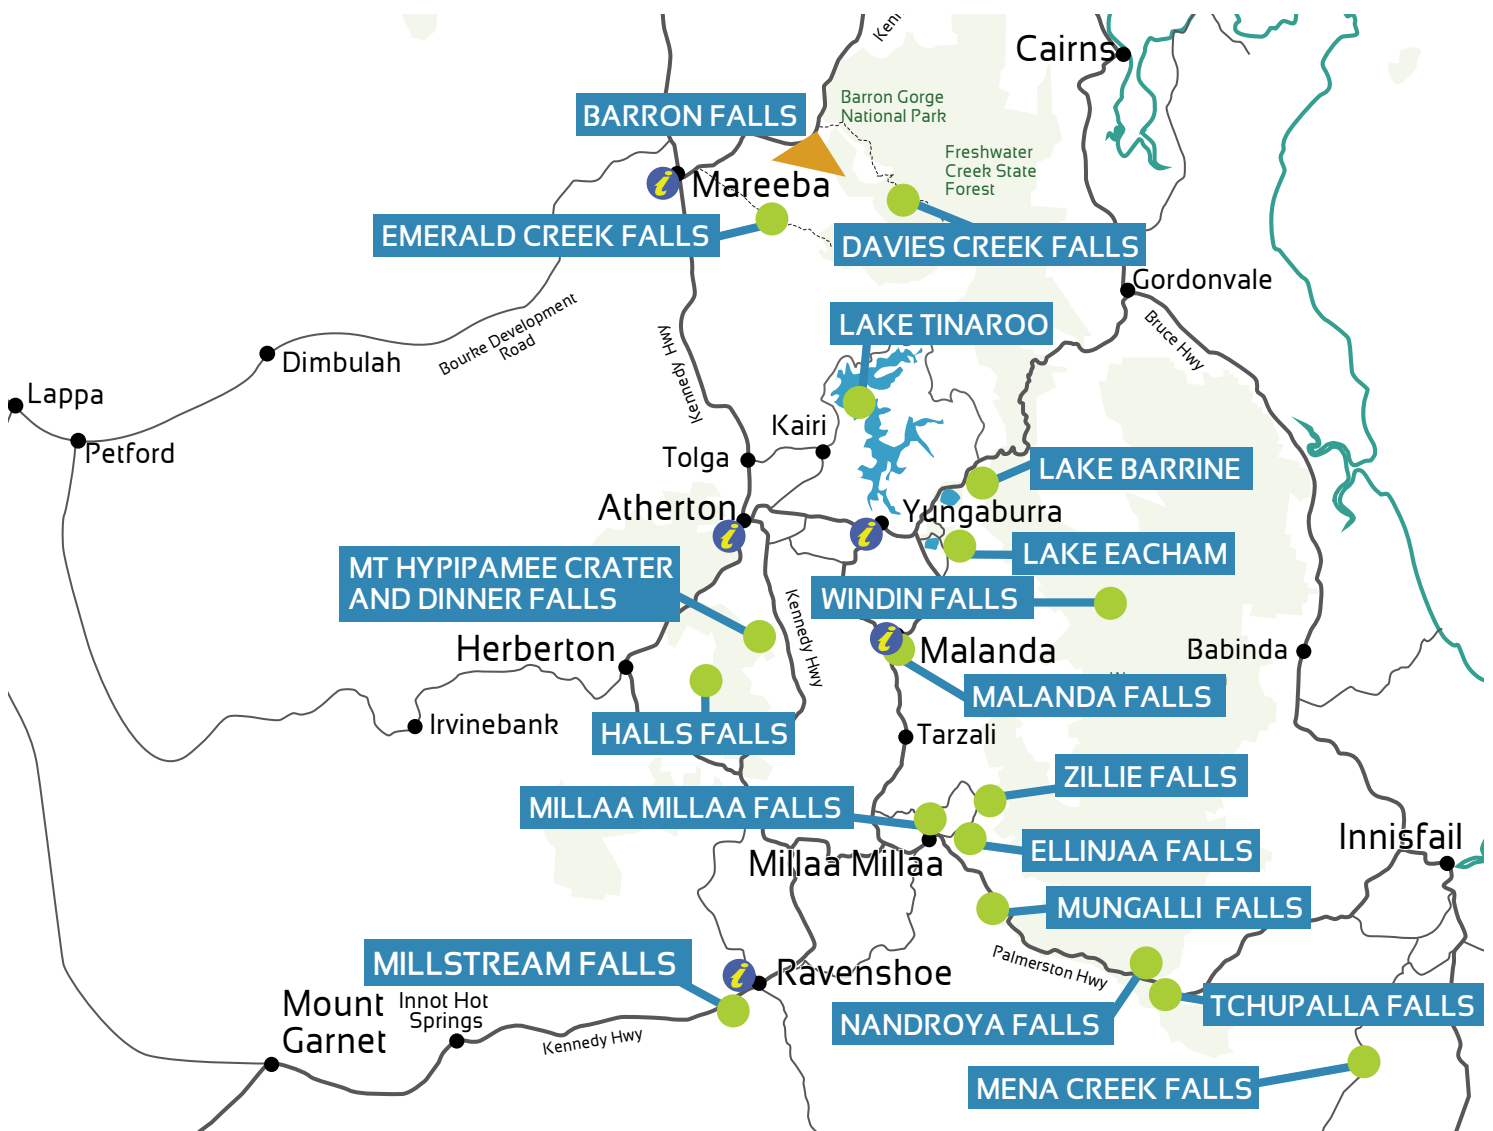 Cairns
Barron Gorge
National Park
BARRON FALLS
Freshwater
Creek State
Forest
i
Mareeba
EMERALD CREEK FALLS
DAVIES CREEK FALLS
Gordonvale
LAKE TINAROO
Bourke Development
Road
Kennedy Hwy
Bruce Hwy
Dimbulah
Lappa
Kairi
Petford
Tolga
LAKE BARRINE
Atherton
Yungaburra
i
i
LAKE EACHAM
MT HYPIPAMEE CRATER
AND DINNER FALLS
WINDIN FALLS
Kennedy Hwy
i
Herberton
Malanda
Babinda
MALANDA FALLS
Irvinebank
HALLS FALLS
Tarzali
ZILLIE FALLS
MILLAA MILLAA FALLS
Innisfail
Millaa Millaa
ELLINJAA FALLS
MUNGALLI FALLS
MILLSTREAM FALLS
i
Ravenshoe
Palmerston Hwy
Mount
Garnet
Innot Hot
Springs
TCHUPALLA FALLS
NANDROYA FALLS
Kennedy Hwy
MENA CREEK FALLS